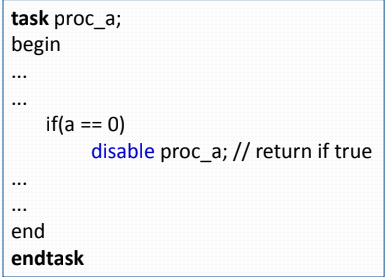 task proc_a;
begin
...
...
if(a == 0)
disable proc_a; // return if true
...
...
end
endtask